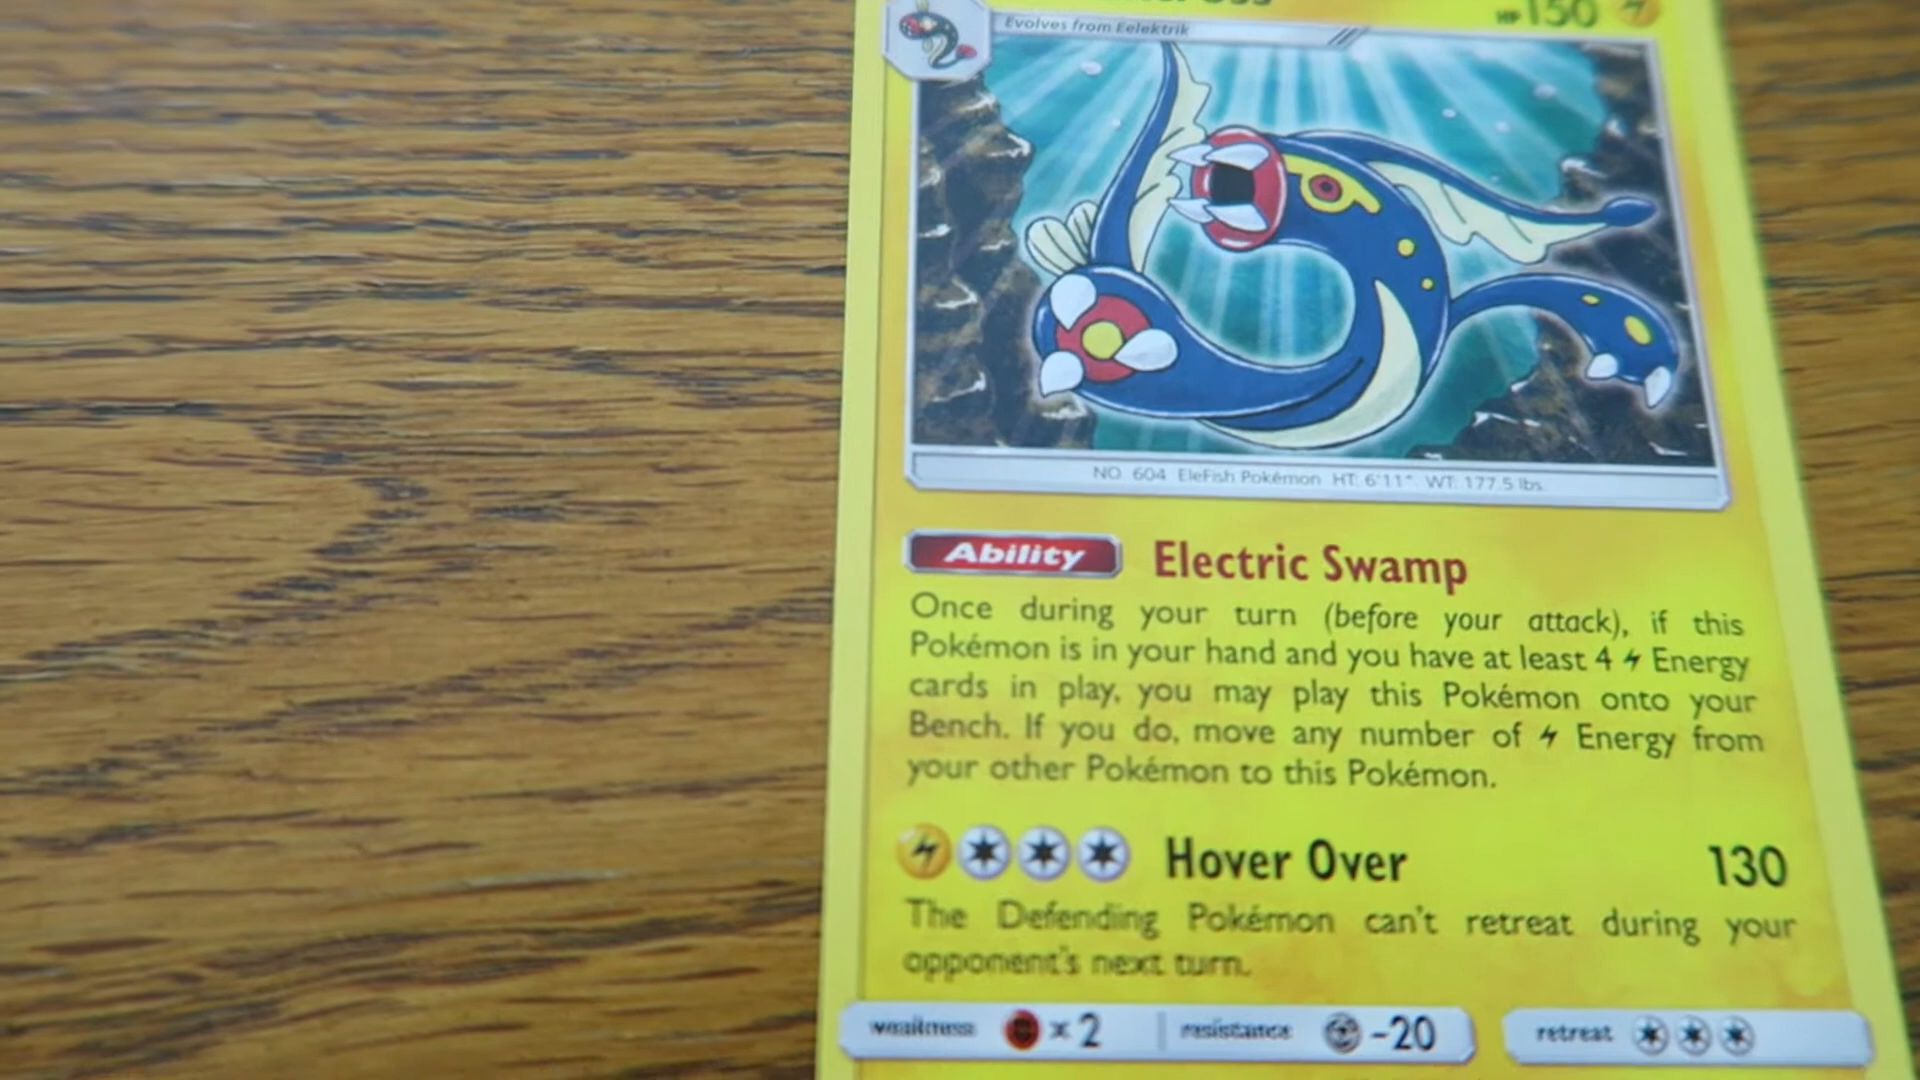 Evolves from Eelektrik
HP 150
NO. 604 EleFish Pokémon HT: 6'11" WT: 177.5 lbs.
Ability Electric Swamp
Once during your turn (before your attack), if this
Pokémon is in your hand and you have at least 4 Energy
cards in play, you may play this Pokémon onto your
Bench. If you do, move any number of Energy from
your other Pokémon to this Pokémon.
Hover Over 130
The Defending Pokémon can't retreat during your
opponent's next turn.
weakness x2 resistance -20 retreat